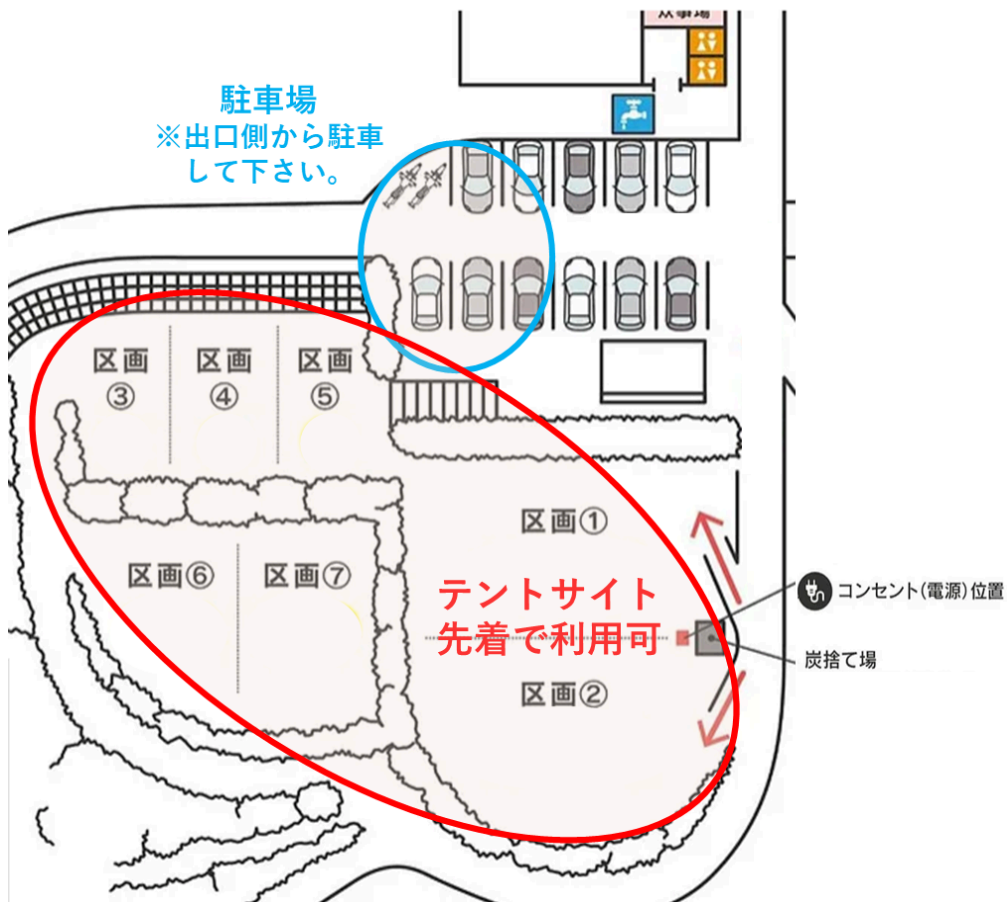 炊事場
駐車場
※出口側から駐車
して下さい。
区画
③
区画
④
区画
⑤
区画①
区画⑥
区画⑦
テントサイト
先着で利用可
コンセント(電源)位置
炭捨て場
区画②